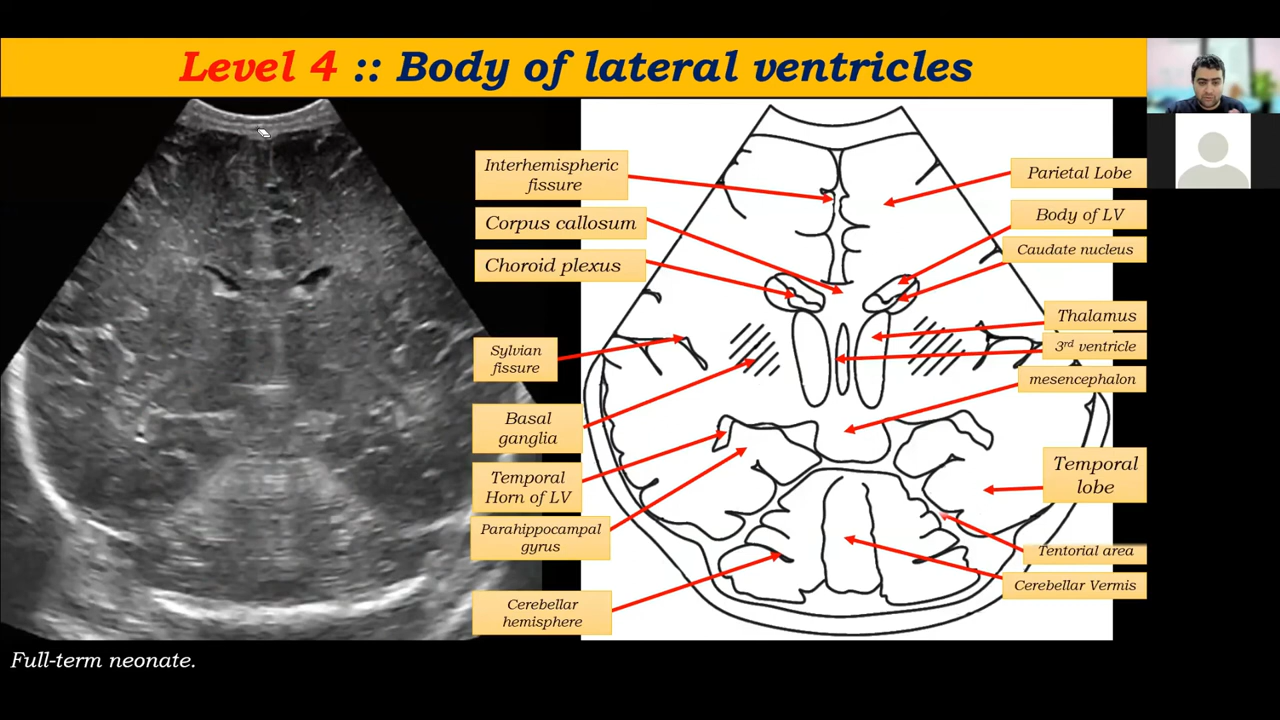 Level 4 :: Body of lateral ventricles
Interhemispheric
fissure
Corpus callosum
Choroid plexus
Sylvian
fissure
Basal
ganglia
Temporal
Horn of LV
Parahippocampal
gyrus
Cerebellar
hemisphere
Parietal Lobe
Body of LV
Caudate nucleus
Thalamus
3rd ventricle
mesencephalon
Temporal
lobe
Tentorial area
Cerebellar Vermis
Full-term neonate.